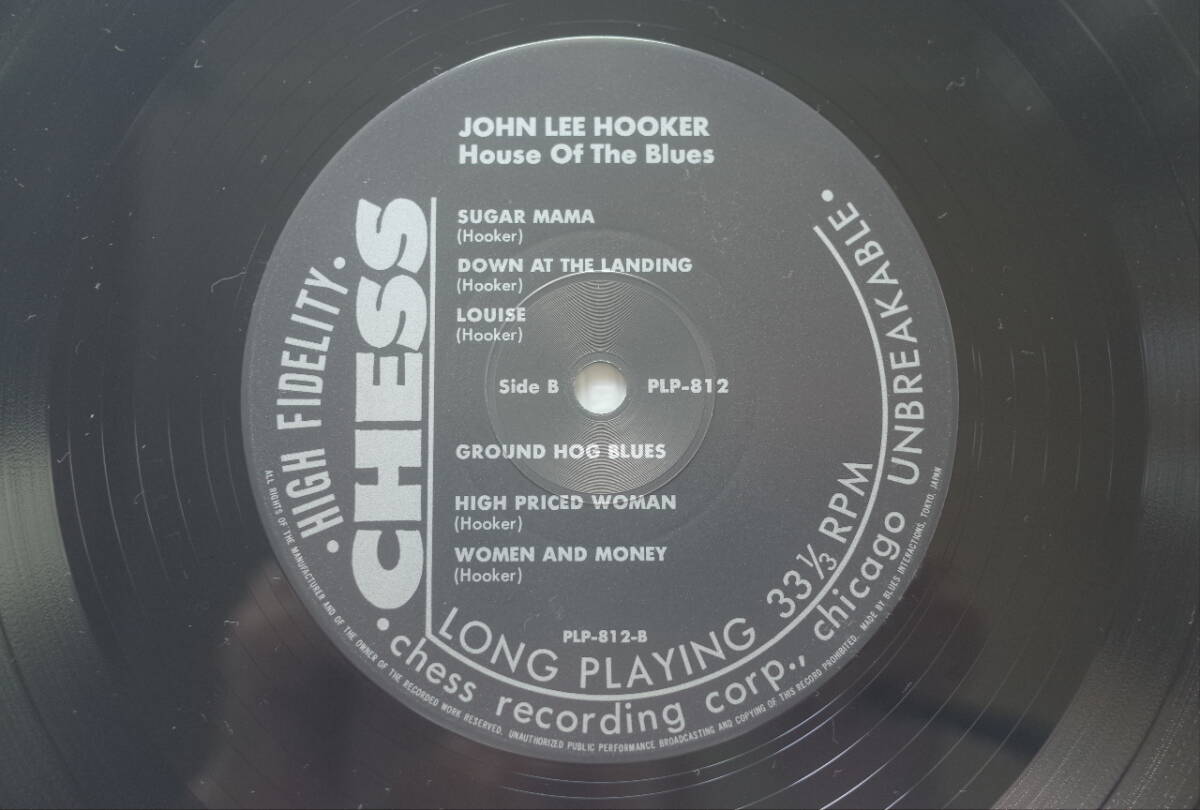 JOHN LEE HOOKER
House Of The Blues
SUGAR MAMA
(Hooker)
DOWN AT THE LANDING
(Hooker)
LOUISE
(Hooker)
Side B PLP-812
GROUND HOG BLUES
HIGH PRICED WOMAN
(Hooker)
WOMEN AND MONEY
(Hooker)
PLP-812-B
CHESS
• HIGH FIDELITY •
LONG PLAYING 33 1/3 RPM
• chess recording corp., chicago UNBREAKABLE •
ALL RIGHTS OF THE MANUFACTURER AND OF THE OWNER OF THE RECORDED WORK RESERVED. UNAUTHORIZED PUBLIC PERFORMANCE BROADCASTING AND COPYING OF THIS RECORD PROHIBITED. MADE BY BLUES INTERACTIONS, TOKYO, JAPAN